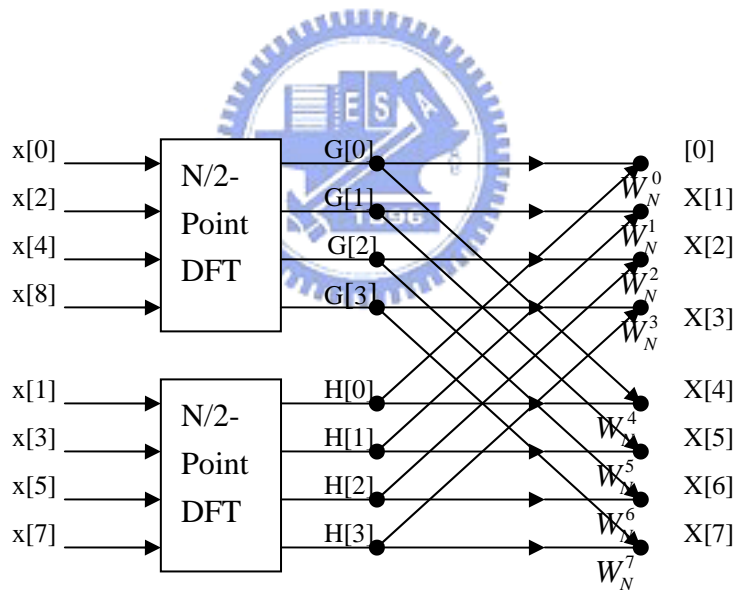 E S A
1896
x[0] G[0] [0]
N/2- W_N^0
x[2] G[1] X[1]
Point W_N^1
x[4] G[2] X[2]
DFT W_N^2
x[8] G[3] X[3]
W_N^3
x[1] H[0] X[4]
N/2- W_N^4
x[3] H[1] X[5]
Point W_N^5
x[5] H[2] X[6]
DFT W_N^6
x[7] H[3] X[7]
W_N^7